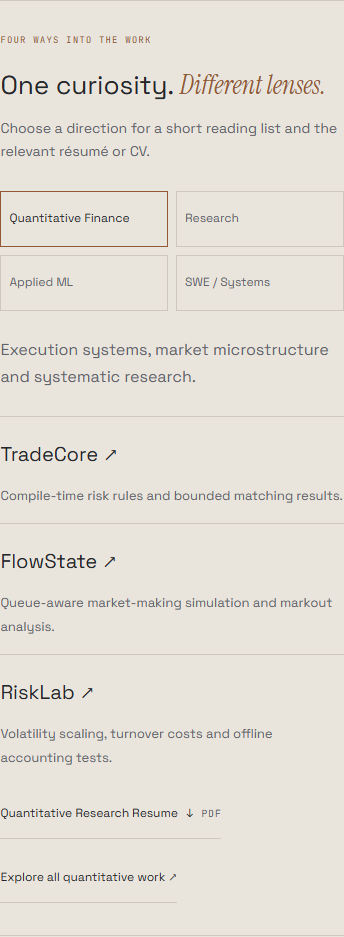 FOUR WAYS INTO THE WORK
One curiosity. Different lenses.
Choose a direction for a short reading list and the
relevant résumé or CV.
Quantitative Finance
Research
Applied ML
SWE / Systems
Execution systems, market microstructure
and systematic research.
TradeCore ↗
Compile-time risk rules and bounded matching results.
FlowState ↗
Queue-aware market-making simulation and markout
analysis.
RiskLab ↗
Volatility scaling, turnover costs and offline
accounting tests.
Quantitative Research Resume ↓ PDF
Explore all quantitative work ↗